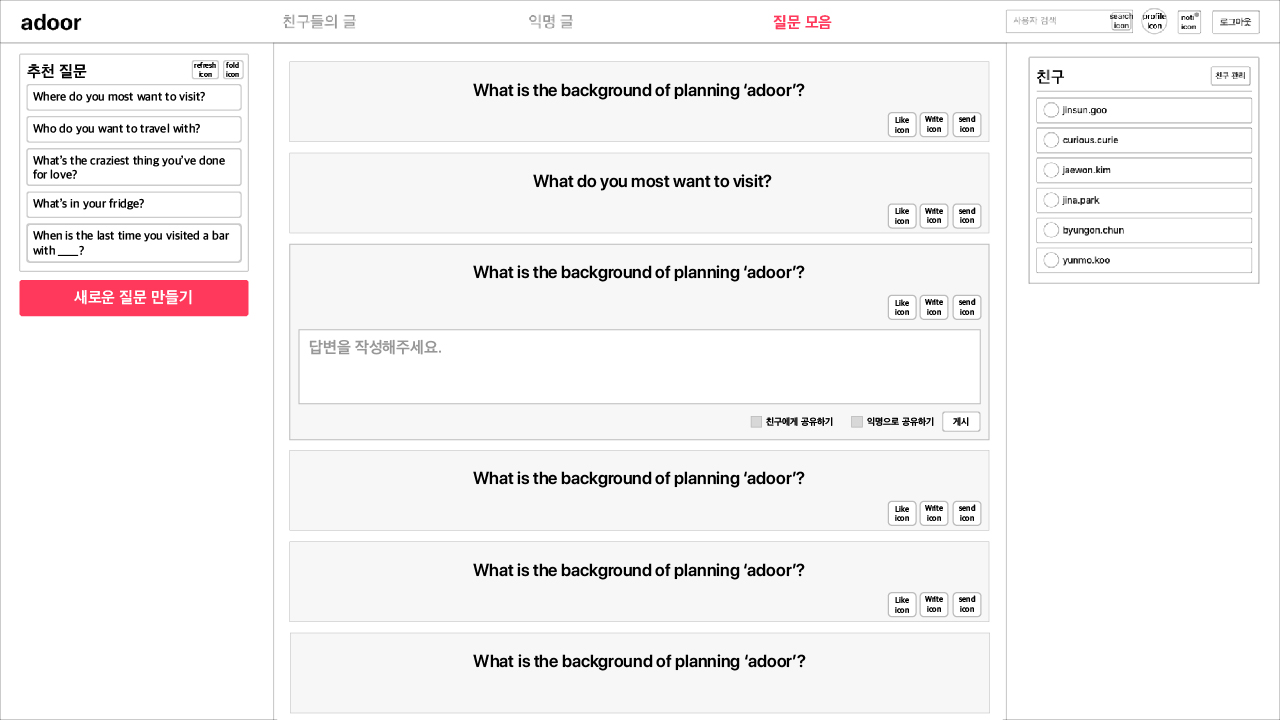 adoor
친구들의 글
익명 글
질문 모음
사용자 검색
search
icon
profile
icon
noti
icon
로그아웃
추천 질문
refresh
icon
fold
icon
Where do you most want to visit?
Who do you want to travel with?
What's the craziest thing you've done
for love?
What's in your fridge?
When is the last time you visited a bar
with ___?
새로운 질문 만들기
What is the background of planning ‘adoor’?
Like
icon
Write
icon
send
icon
What do you most want to visit?
Like
icon
Write
icon
send
icon
What is the background of planning ‘adoor’?
Like
icon
Write
icon
send
icon
답변을 작성해주세요.
친구에게 공유하기
익명으로 공유하기
게시
What is the background of planning ‘adoor’?
Like
icon
Write
icon
send
icon
What is the background of planning ‘adoor’?
Like
icon
Write
icon
send
icon
What is the background of planning ‘adoor’?
친구
친구 관리
jinsun.goo
curious.curie
jaewon.kim
jina.park
byungon.chun
yunmo.koo